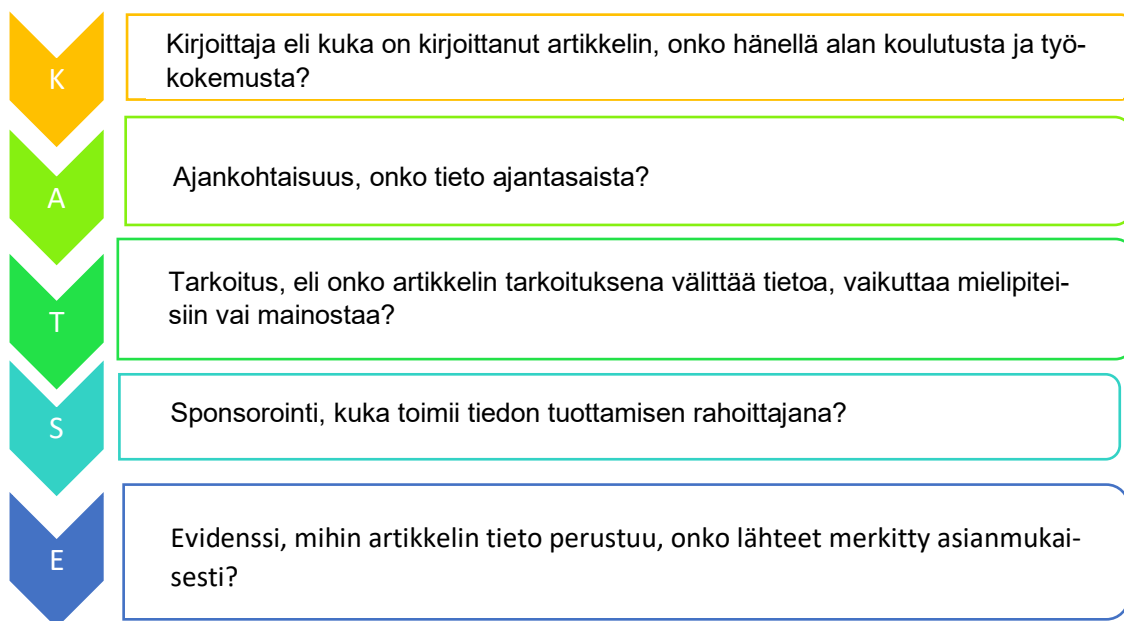 K
Kirjoittaja eli kuka on kirjoittanut artikkelin, onko hänellä alan koulutusta ja työ-
kokemusta?
A
Ajankohtaisuus, onko tieto ajantasaista?
T
Tarkoitus, eli onko artikkelin tarkoituksena välittää tietoa, vaikuttaa mielipitei-
siin vai mainostaa?
S
Sponsorointi, kuka toimii tiedon tuottamisen rahoittajana?
E
Evidenssi, mihin artikkelin tieto perustuu, onko lähteet merkitty asianmukai-
sesti?